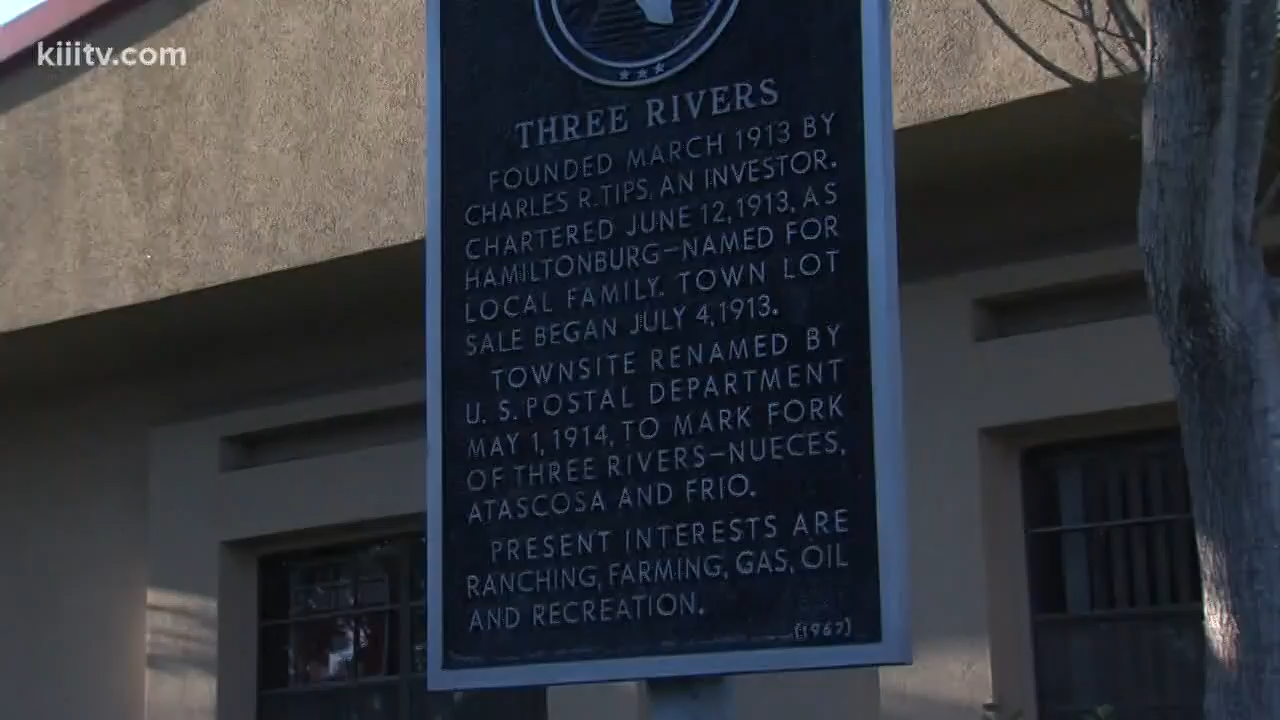 kiiitv.com
THREE RIVERS
FOUNDED MARCH 1913 BY
CHARLES R. TIPS, AN INVESTOR.
CHARTERED JUNE 12, 1913, AS
HAMILTONBURG—NAMED FOR
LOCAL FAMILY. TOWN LOT
SALE BEGAN JULY 4, 1913.
TOWNSITE RENAMED BY
U. S. POSTAL DEPARTMENT
MAY 1, 1914, TO MARK FORK
OF THREE RIVERS—NUECES,
ATASCOSA AND FRIO.
PRESENT INTERESTS ARE
RANCHING, FARMING, GAS, OIL
AND RECREATION.
(1967)